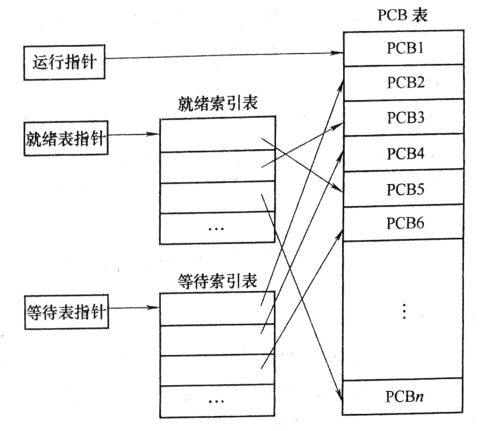 PCB 表
运行指针
PCB1
PCB2
就绪索引表
就绪表指针
PCB3
PCB4
PCB5
...
PCB6
等待索引表
等待表指针
⋮
...
PCBn